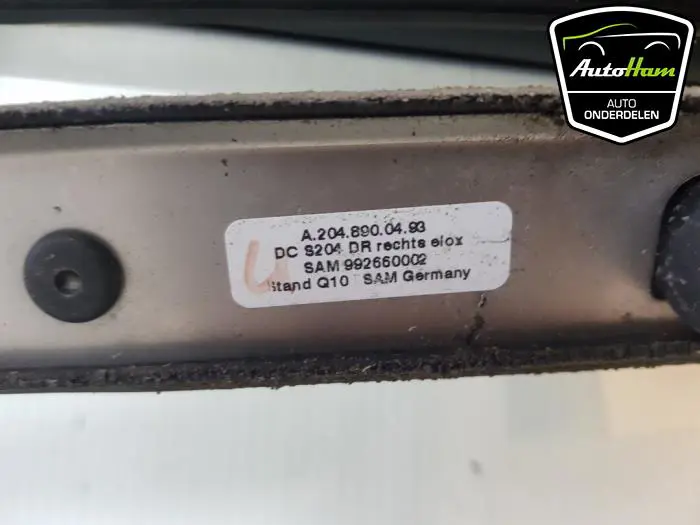 AutoHam
AUTO
ONDERDELEN
A.204.890.04.93
DC S204 DR rechts elox
SAM 992660002
Stand Q10 SAM Germany